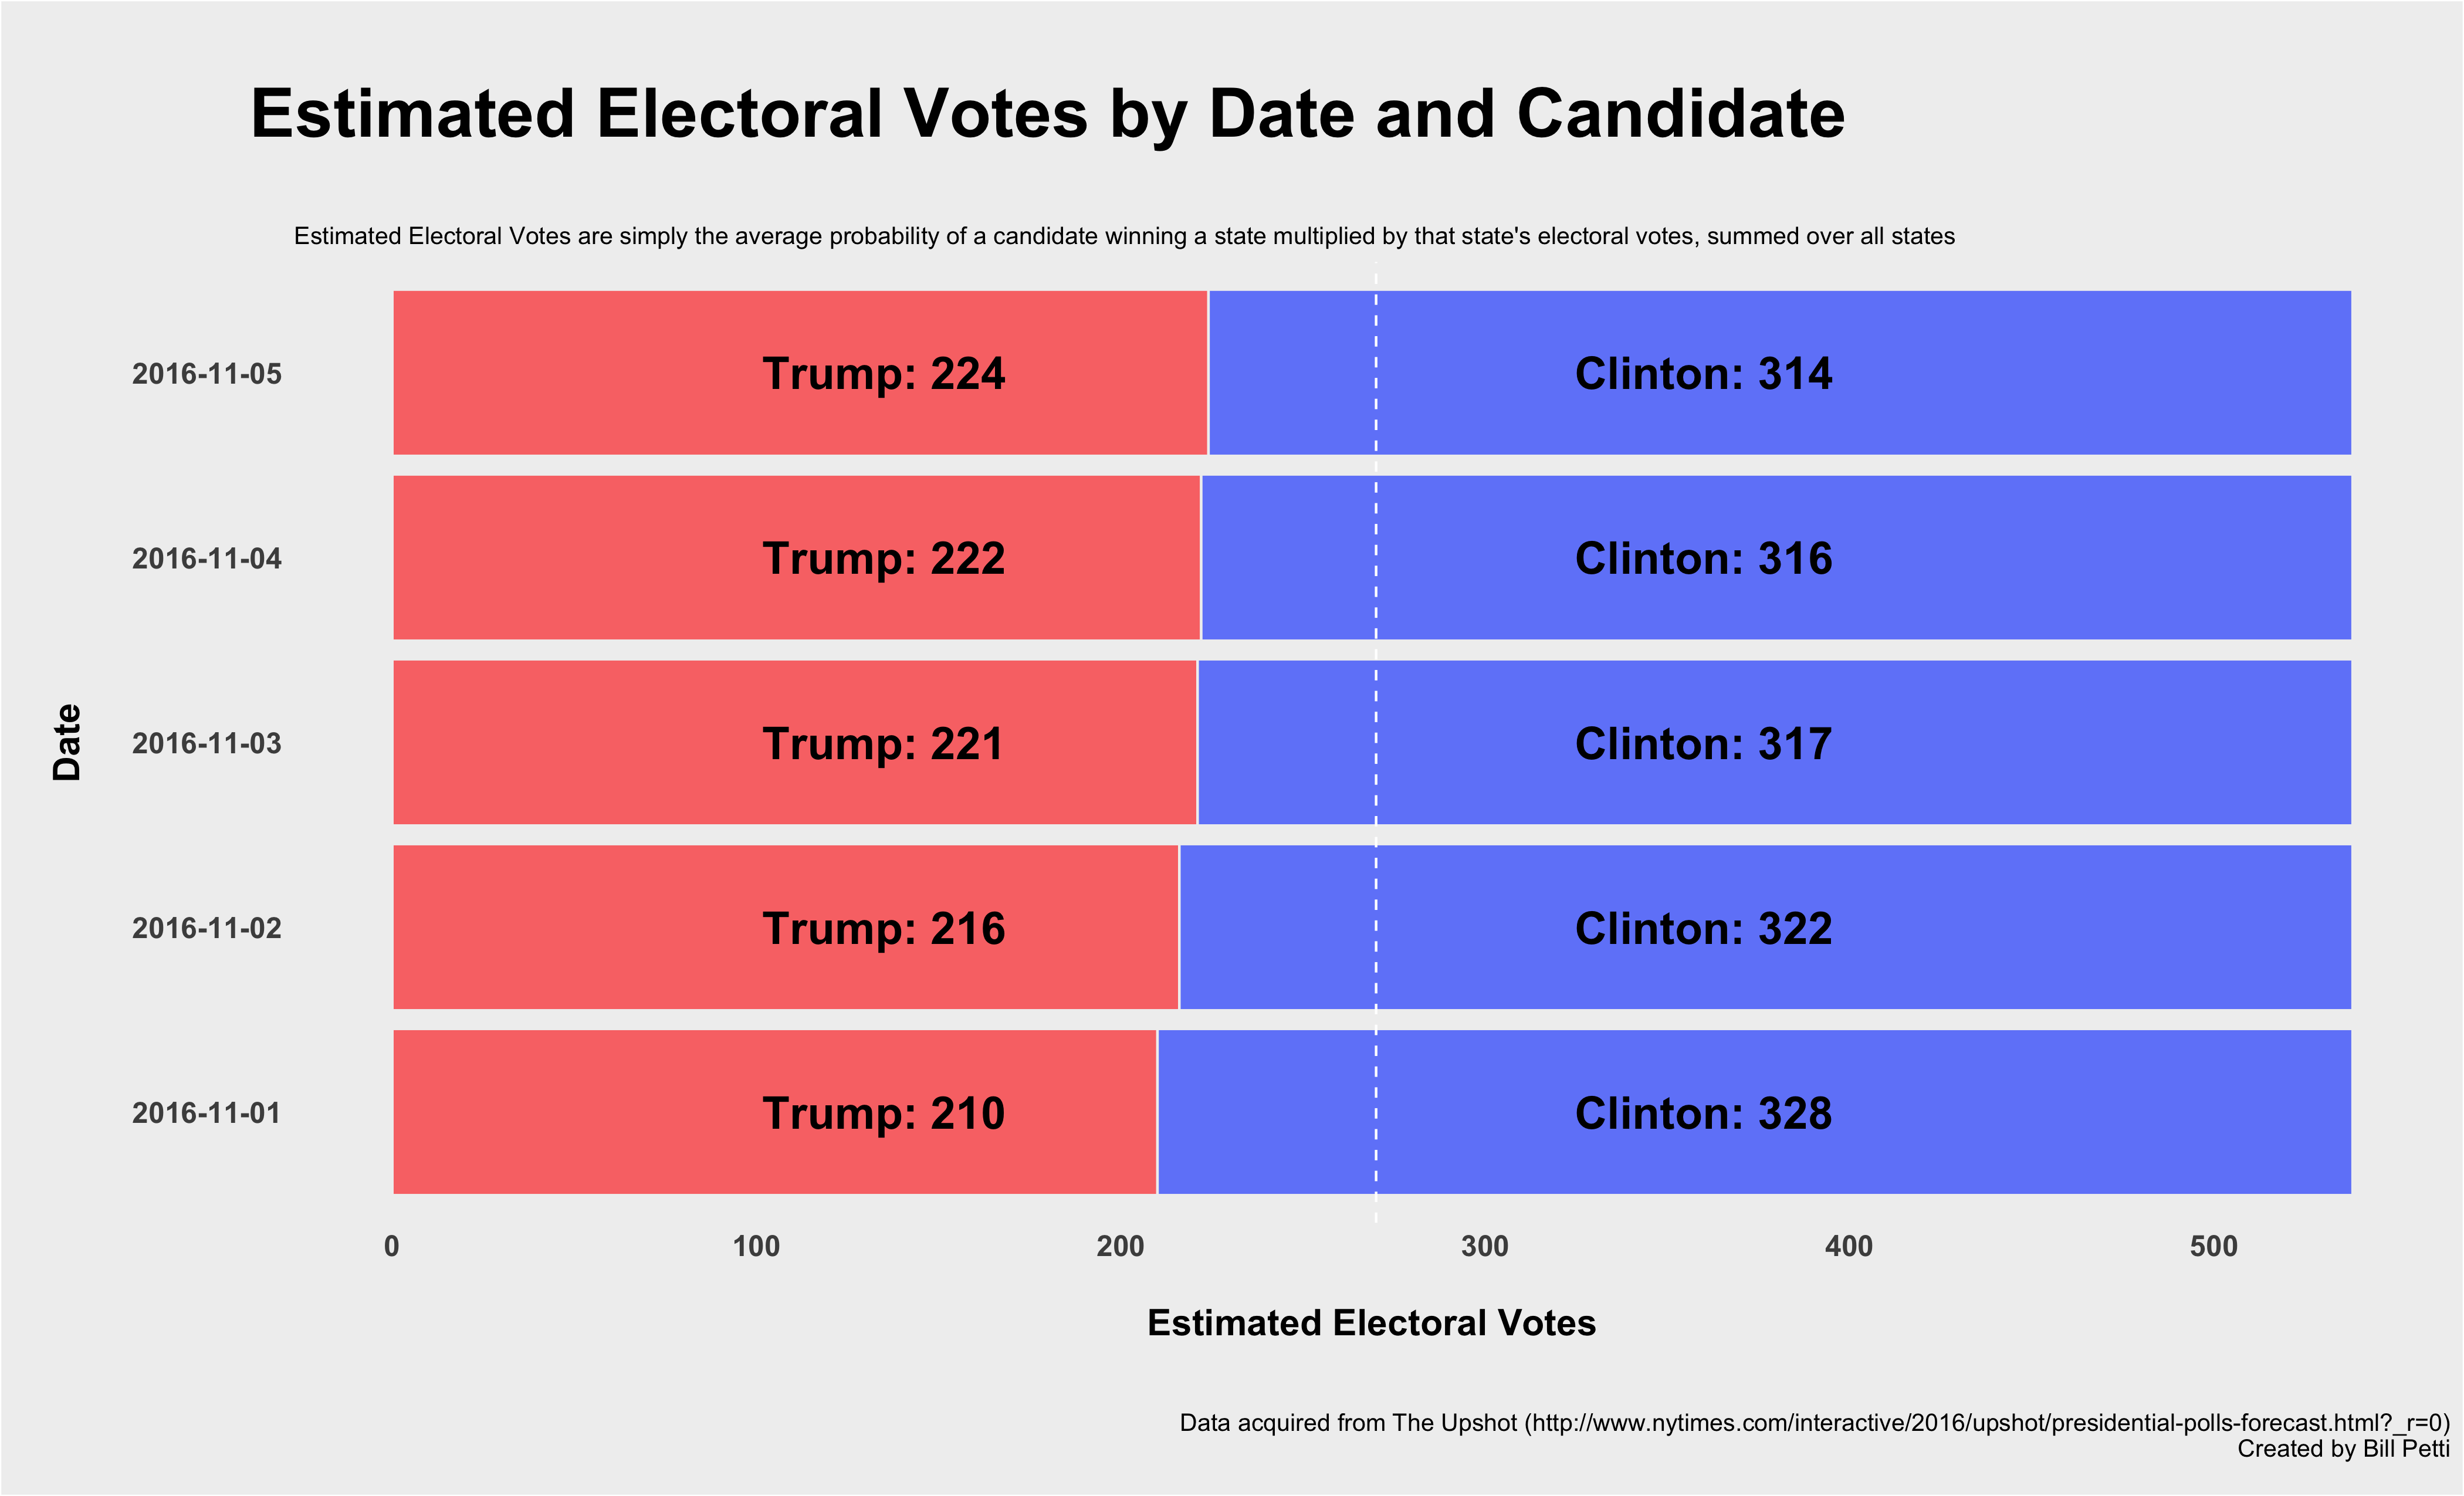 Estimated Electoral Votes by Date and Candidate
Estimated Electoral Votes are simply the average probability of a candidate winning a state multiplied by that state's electoral votes, summed over all states
Date
2016-11-05
Trump: 224
Clinton: 314
2016-11-04
Trump: 222
Clinton: 316
2016-11-03
Trump: 221
Clinton: 317
2016-11-02
Trump: 216
Clinton: 322
2016-11-01
Trump: 210
Clinton: 328
0 100 200 300 400 500
Estimated Electoral Votes
Data acquired from The Upshot (http://www.nytimes.com/interactive/2016/upshot/presidential-polls-forecast.html?_r=0)
Created by Bill Petti